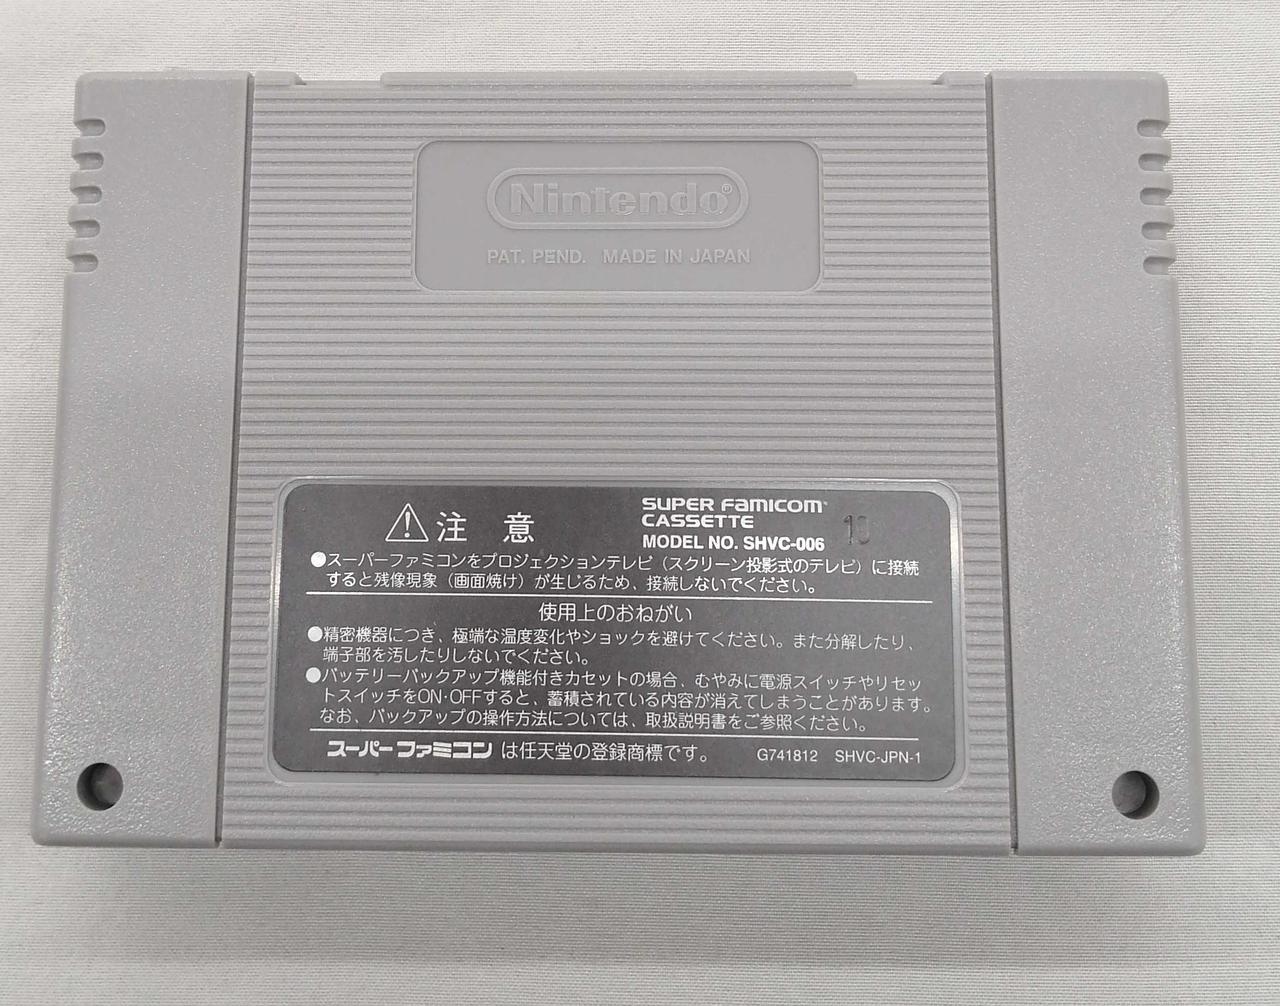 Nintendo®
PAT. PEND. MADE IN JAPAN
注 意
SUPER FAMICOM
CASSETTE
MODEL NO. SHVC-006
10
●スーパーファミコンをプロジェクションテレビ（スクリーン投影式のテレビ）に接続
すると残像現象（画面焼け）が生じるため、接続しないでください。
使用上のおねがい
●精密機器につき、極端な温度変化やショックを避けてください。また分解したり、
端子部を汚したりしないでください。
●バッテリーバックアップ機能付きカセットの場合、むやみに電源スイッチやリセッ
トスイッチをON·OFFすると、蓄積されている内容が消えてしまうことがあります。
なお、バックアップの操作方法については、取扱説明書をご参照ください。
スーパーファミコン は任天堂の登録商標です。 G741812 SHVC-JPN-1